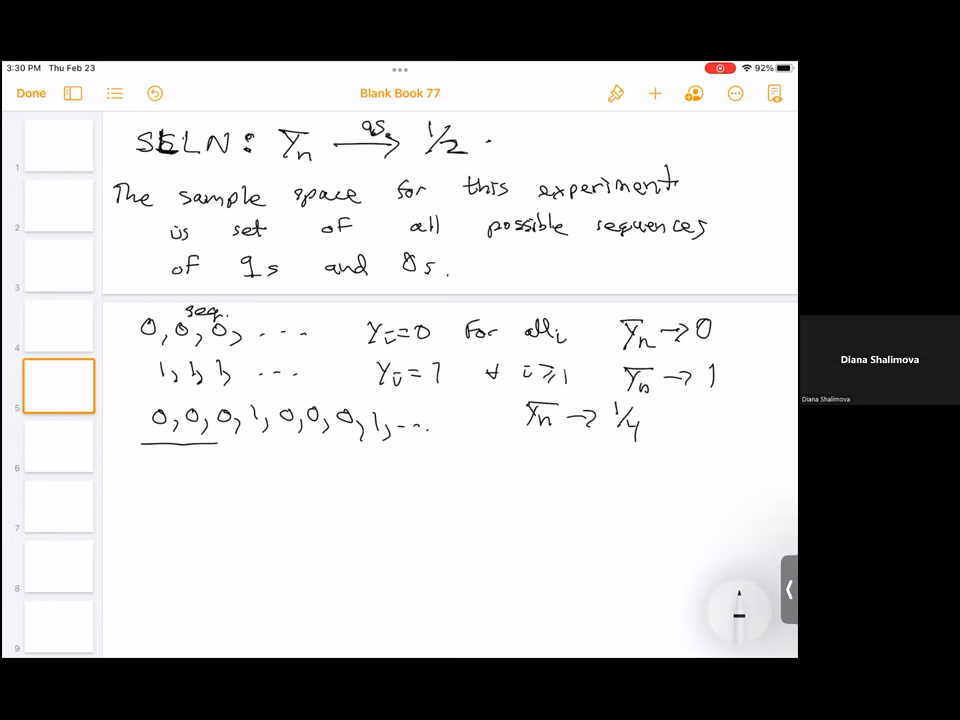 3:30 PM Thu Feb 23
92%
Done
Blank Book 77
SLLN: Ȳn →a.s. 1/2.
The sample space for this experiment
is set of all possible sequences
of 1s and 0s.
seq.
0, 0, 0, ... Yi=0 for all i Ȳn → 0
1, 1, 1, ... Yi=1 ∀ i ≥ 1 Ȳn → 1
0, 0, 0, 1, 0, 0, 0, 1, ... Ȳn → 1/4
1
2
3
4
5
6
7
8
9
Diana Shalimova
Diana Shalimova